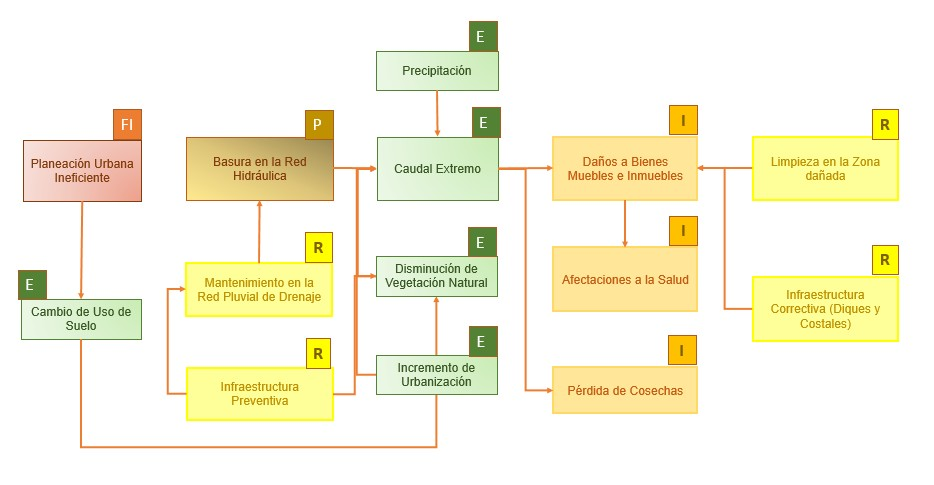 E
Precipitación
FI
Planeación Urbana
Ineficiente
P
Basura en la Red
Hidráulica
E
Caudal Extremo
I
Daños a Bienes
Muebles e Inmuebles
R
Limpieza en la Zona
dañada
E
Cambio de Uso de
Suelo
R
Mantenimiento en la
Red Pluvial de Drenaje
E
Disminución de
Vegetación Natural
I
Afectaciones a la Salud
R
Infraestructura
Correctiva (Diques y
Costales)
R
Infraestructura
Preventiva
E
Incremento de
Urbanización
I
Pérdida de Cosechas